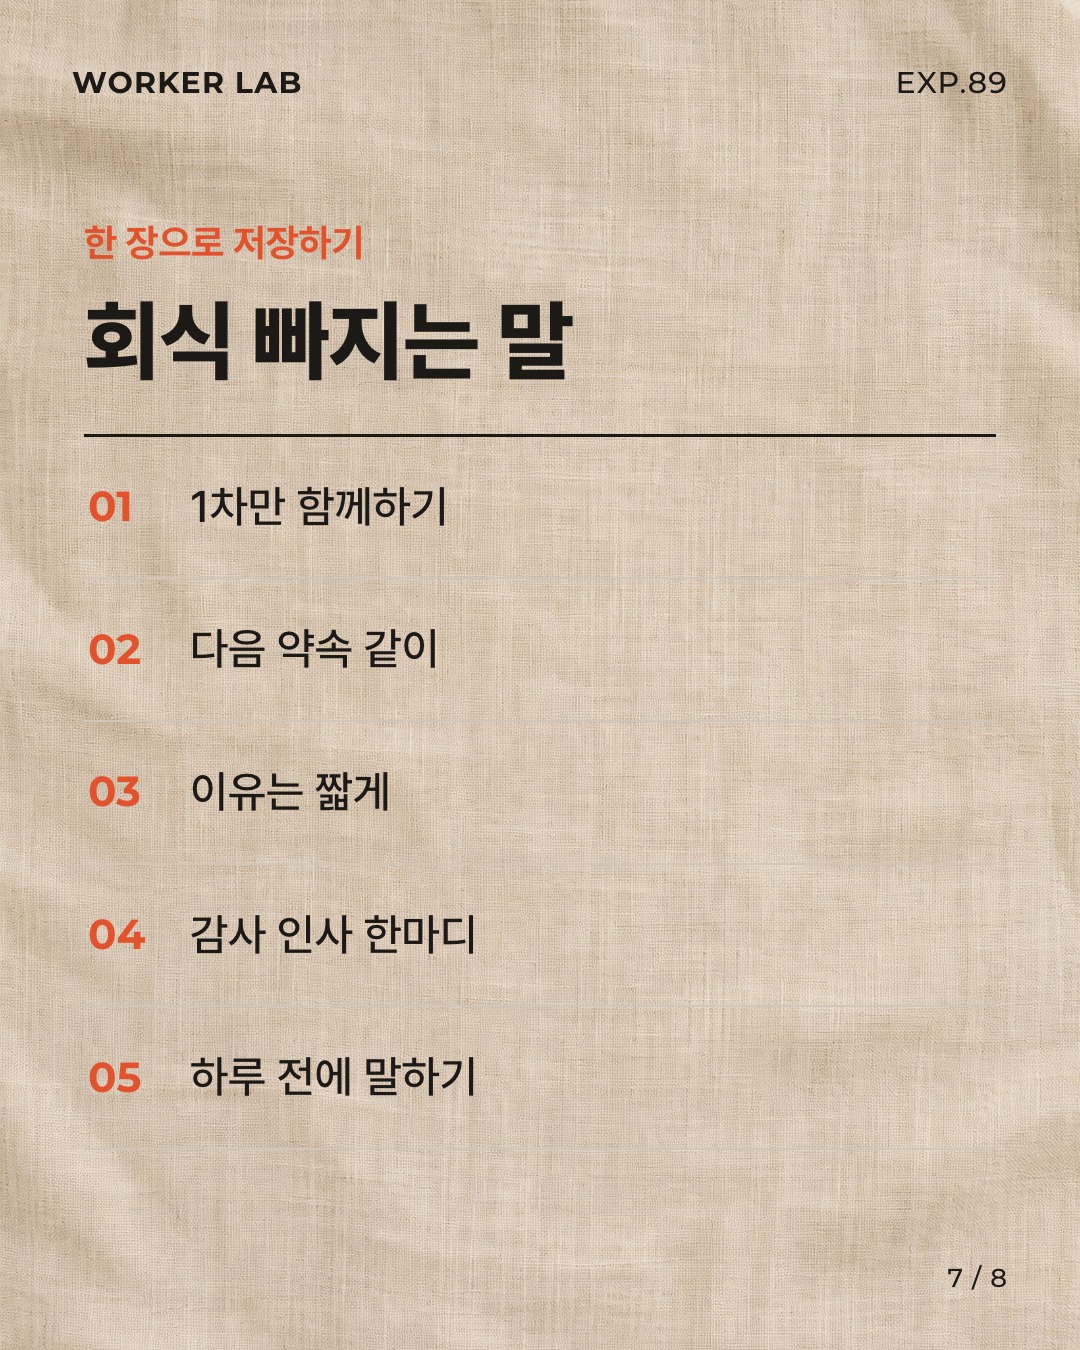 WORKER LAB
EXP.89
한 장으로 저장하기
회식 빠지는 말
01 1차만 함께하기
02 다음 약속 같이
03 이유는 짧게
04 감사 인사 한마디
05 하루 전에 말하기
7 / 8